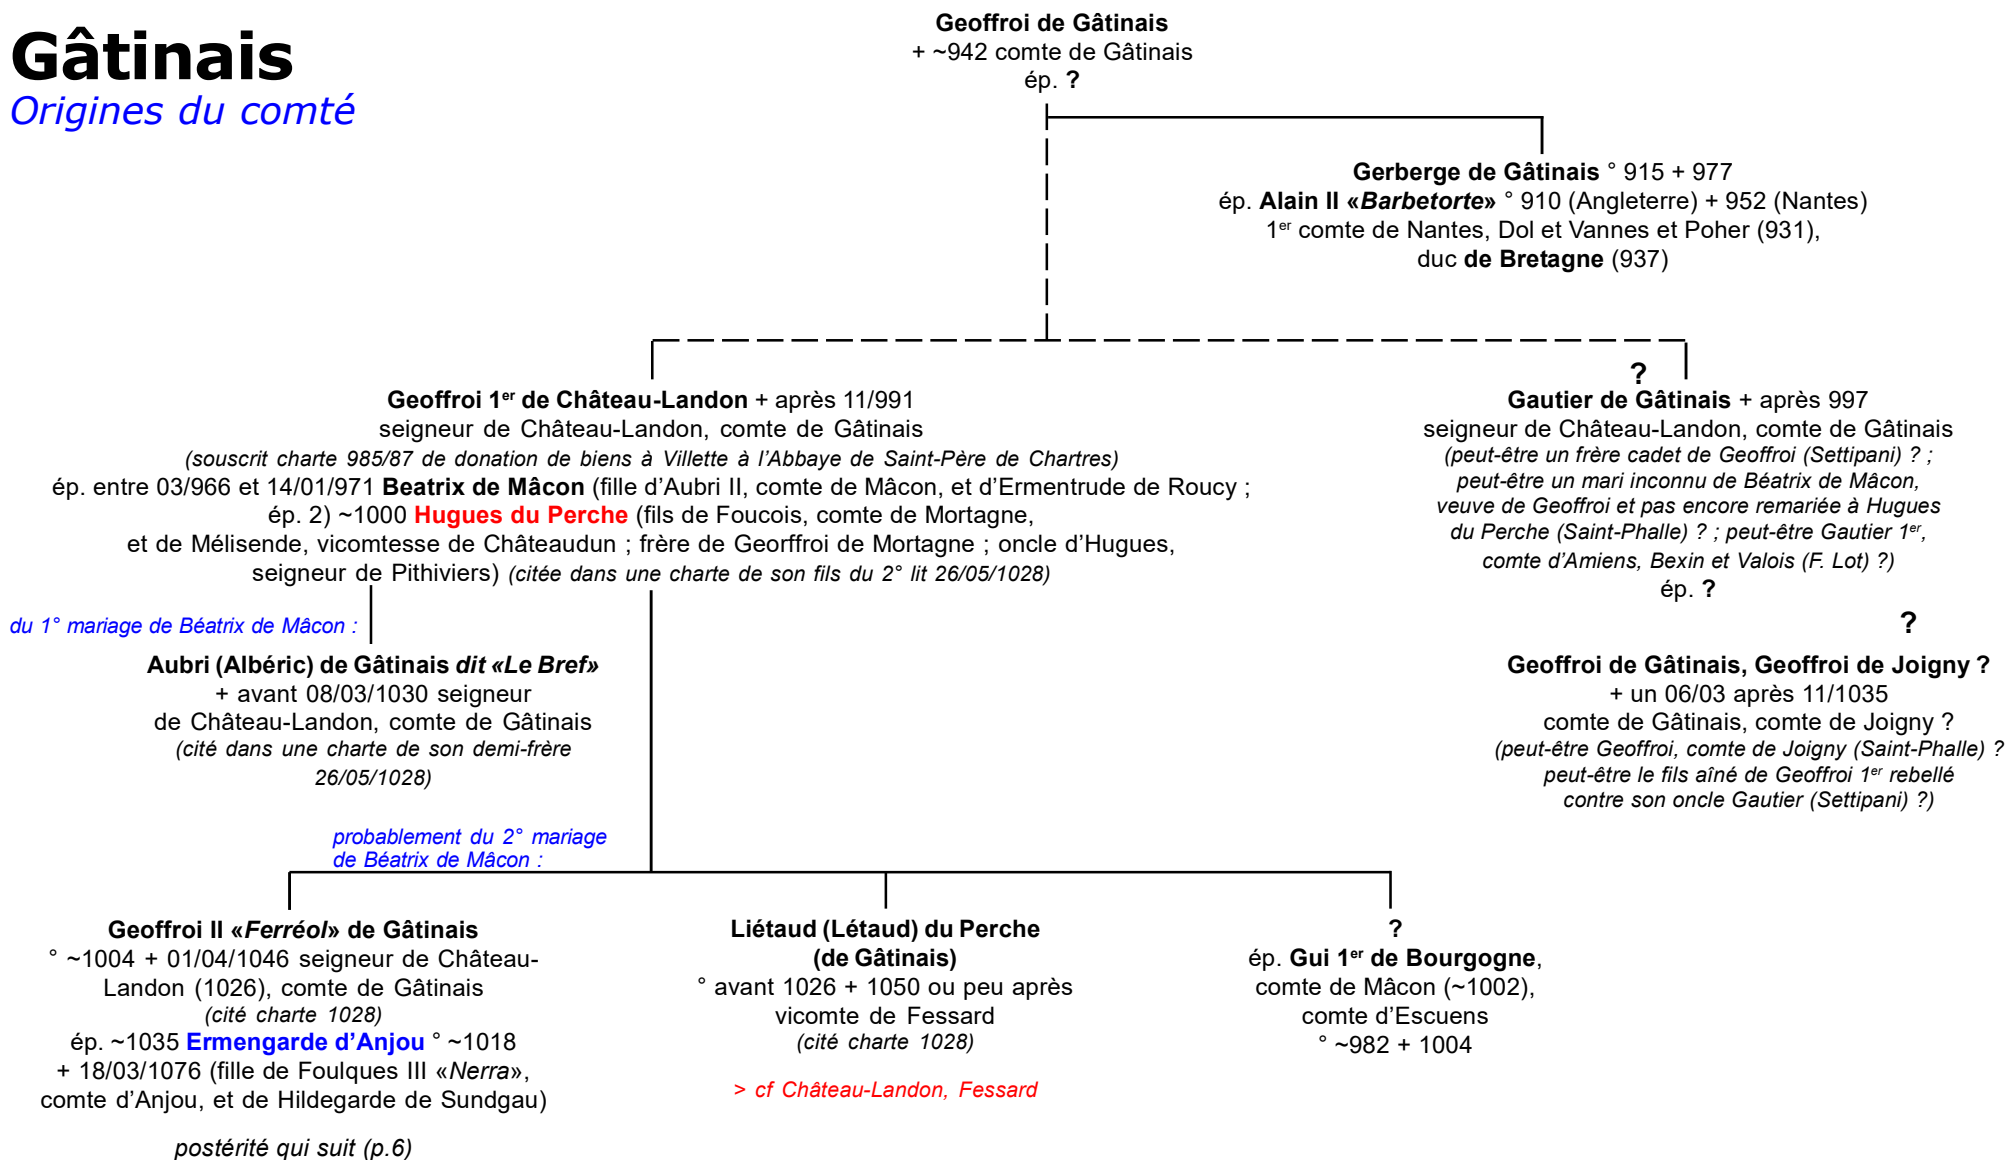 Gâtinais
Origines du comté
Geoffroi de Gâtinais
+ ~942 comte de Gâtinais
ép. ?
Gerberge de Gâtinais ° 915 + 977
ép. Alain II «Barbetorte» ° 910 (Angleterre) + 952 (Nantes)
1er comte de Nantes, Dol et Vannes et Poher (931),
duc de Bretagne (937)
Geoffroi 1er de Château-Landon + après 11/991
seigneur de Château-Landon, comte de Gâtinais
(souscrit charte 985/87 de donation de biens à Villette à l'Abbaye de Saint-Père de Chartres)
ép. entre 03/966 et 14/01/971 Beatrix de Mâcon (fille d'Aubri II, comte de Mâcon, et d'Ermentrude de Roucy ;
ép. 2) ~1000 Hugues du Perche (fils de Foucois, comte de Mortagne,
et de Mélisende, vicomtesse de Châteaudun ; frère de Georffroi de Mortagne ; oncle d'Hugues,
seigneur de Pithiviers) (citée dans une charte de son fils du 2° lit 26/05/1028)
?
Gautier de Gâtinais + après 997
seigneur de Château-Landon, comte de Gâtinais
(peut-être un frère cadet de Geoffroi (Settipani) ? ;
peut-être un mari inconnu de Béatrix de Mâcon,
veuve de Geoffroi et pas encore remariée à Hugues
du Perche (Saint-Phalle) ? ; peut-être Gautier 1er,
comte d'Amiens, Bexin et Valois (F. Lot) ?)
ép. ?
du 1° mariage de Béatrix de Mâcon :
Aubri (Albéric) de Gâtinais dit «Le Bref»
+ avant 08/03/1030 seigneur
de Château-Landon, comte de Gâtinais
(cité dans une charte de son demi-frère
26/05/1028)
?
Geoffroi de Gâtinais, Geoffroi de Joigny ?
+ un 06/03 après 11/1035
comte de Gâtinais, comte de Joigny ?
(peut-être Geoffroi, comte de Joigny (Saint-Phalle) ?
peut-être le fils aîné de Geoffroi 1er rebellé
contre son oncle Gautier (Settipani) ?)
probablement du 2° mariage
de Béatrix de Mâcon :
Geoffroi II «Ferréol» de Gâtinais
° ~1004 + 01/04/1046 seigneur de Château-
Landon (1026), comte de Gâtinais
(cité charte 1028)
ép. ~1035 Ermengarde d'Anjou ° ~1018
+ 18/03/1076 (fille de Foulques III «Nerra»,
comte d'Anjou, et de Hildegarde de Sundgau)
postérité qui suit (p.6)
Liétaud (Létaud) du Perche
(de Gâtinais)
° avant 1026 + 1050 ou peu après
vicomte de Fessard
(cité charte 1028)
> cf Château-Landon, Fessard
?
ép. Gui 1er de Bourgogne,
comte de Mâcon (~1002),
comte d'Escuens
° ~982 + 1004